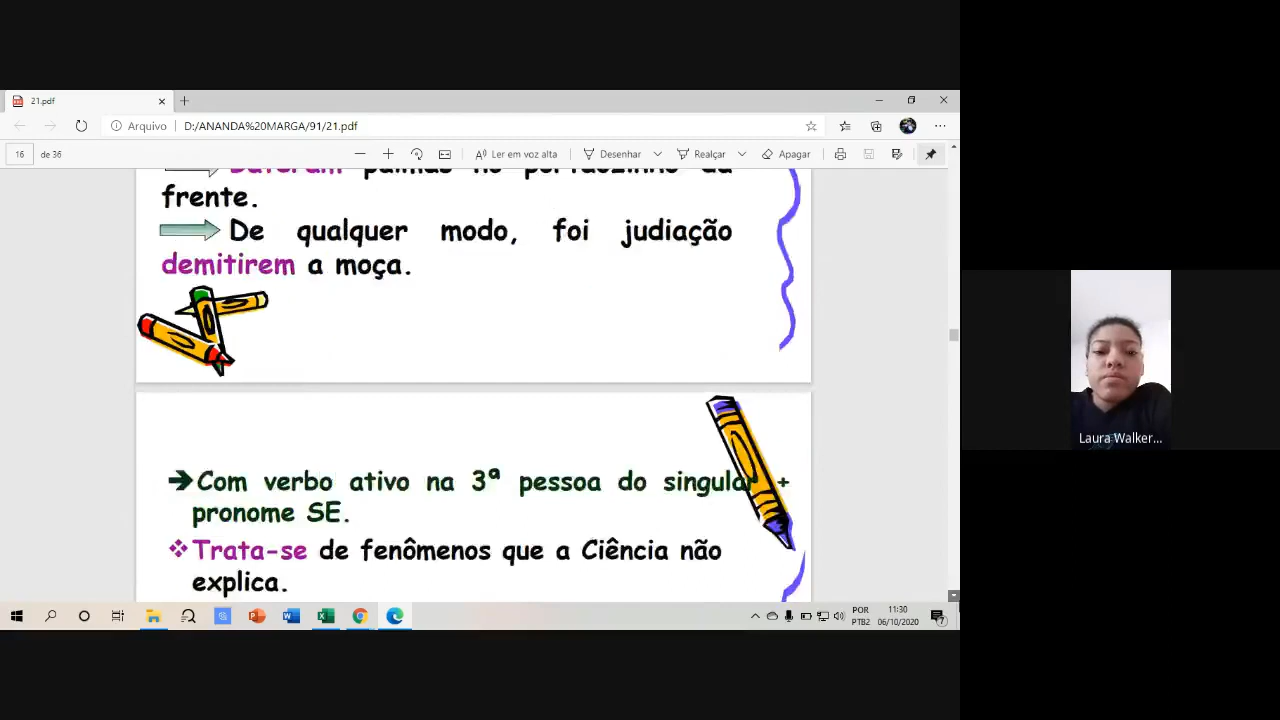 21.pdf
Arquivo D:/ANANDA%20MARGA/91/21.pdf
16 de 36 Ler em voz alta Desenhar Realçar Apagar
frente.
De qualquer modo, foi judiação
demitirem a moça.
Com verbo ativo na 3ª pessoa do singular +
pronome SE.
Trata-se de fenômenos que a Ciência não
explica.
Laura Walker...
POR 11:30
PTB2 06/10/2020